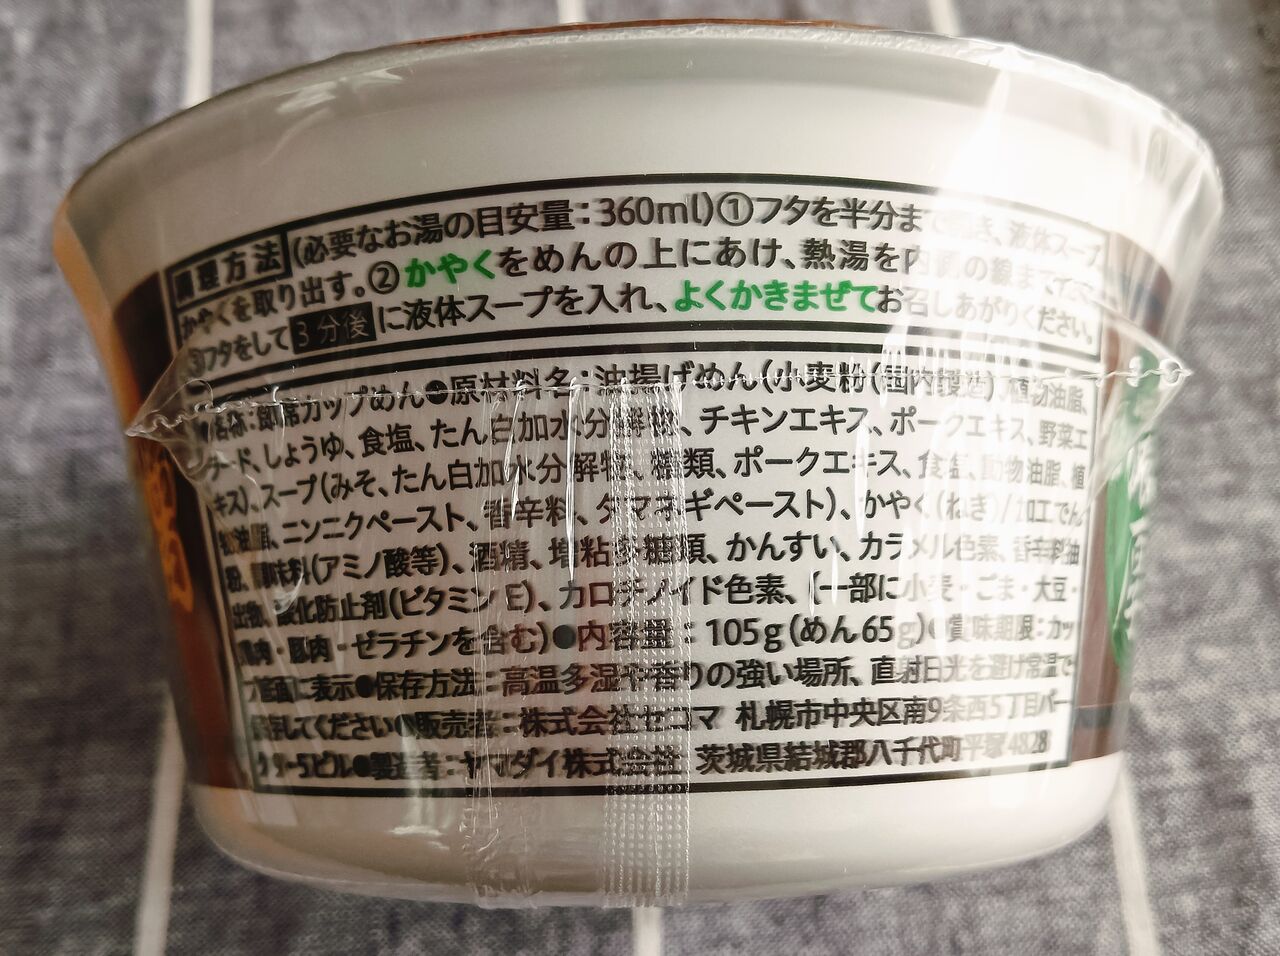 調理方法 (必要なお湯の目安量:360ml)①フタを半分まで 液体スープ、
かやくを取り出す。②かやくをめんの上にあけ、熱湯を内側の線まで
③フタをして3分後に液体スープを入れ、よくかきまぜてお召しあがりください。
名称:即席カップめん●原材料名:油揚げめん(小麦粉(国内製造)、植物油脂、
ラード、しょうゆ、食塩、たん白加水分解物、チキンエキス、ポークエキス、野菜エ
キス)、スープ(みそ、たん白加水分解物、糖類、ポークエキス、食塩、動物油脂、植
物油脂、ニンニクペースト、香辛料、タマネギペースト)、かやく(ねぎ)/加工でん
粉、調味料(アミノ酸等)、酒精、増粘多糖類、かんすい、カラメル色素、香辛料抽
出物、酸化防止剤(ビタミンE)、カロチノイド色素、(一部に小麦・ごま・大豆・
鶏肉・豚肉・ゼラチンを含む)●内容量:105g(めん65g)●賞味期限:カッ
プ底面に表示●保存方法:高温多湿や香りの強い場所、直射日光を避け常温で
保存してください●販売者:株式会社セコマ 札幌市中央区南9条西5丁目パー
ク9-5ビル●製造者:ヤマダイ株式会社 茨城県結城郡八千代町平塚4828